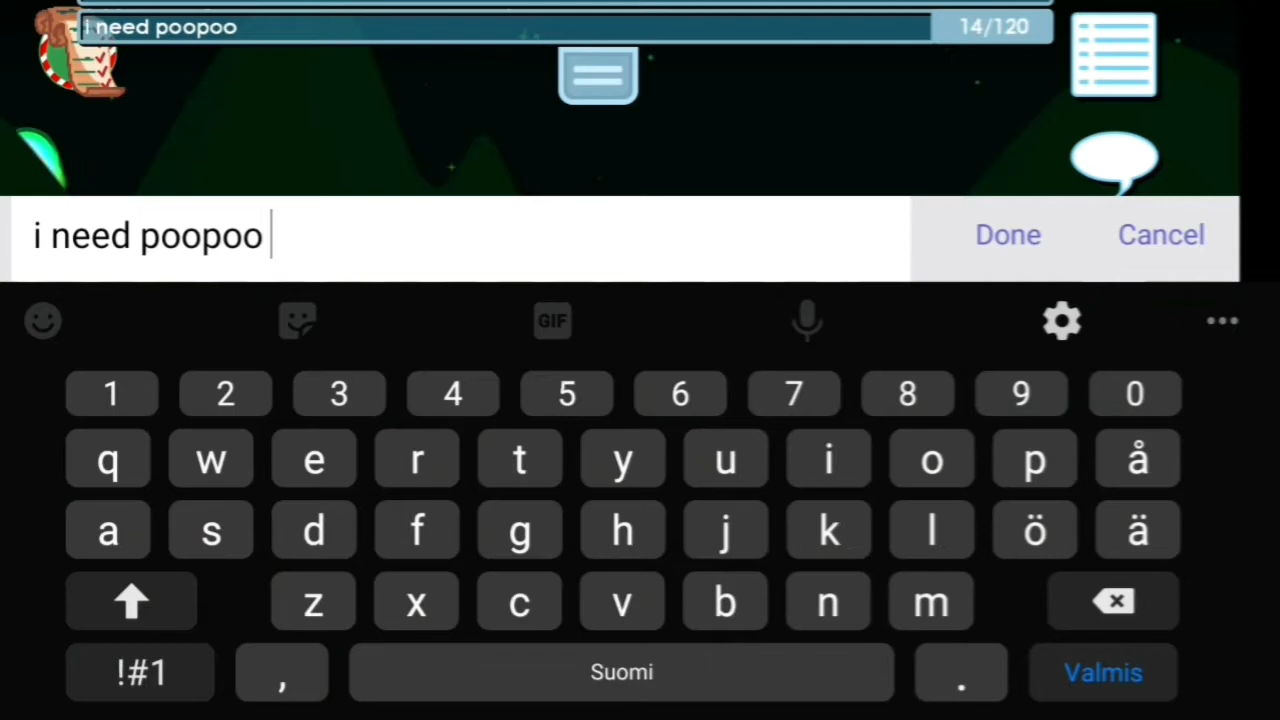 i need poopoo
14/120
i need poopoo
Done
Cancel
GIF
1 2 3 4 5 6 7 8 9 0
q w e r t y u i o p å
a s d f g h j k l ö ä
z x c v b n m
!#1 , Suomi . Valmis